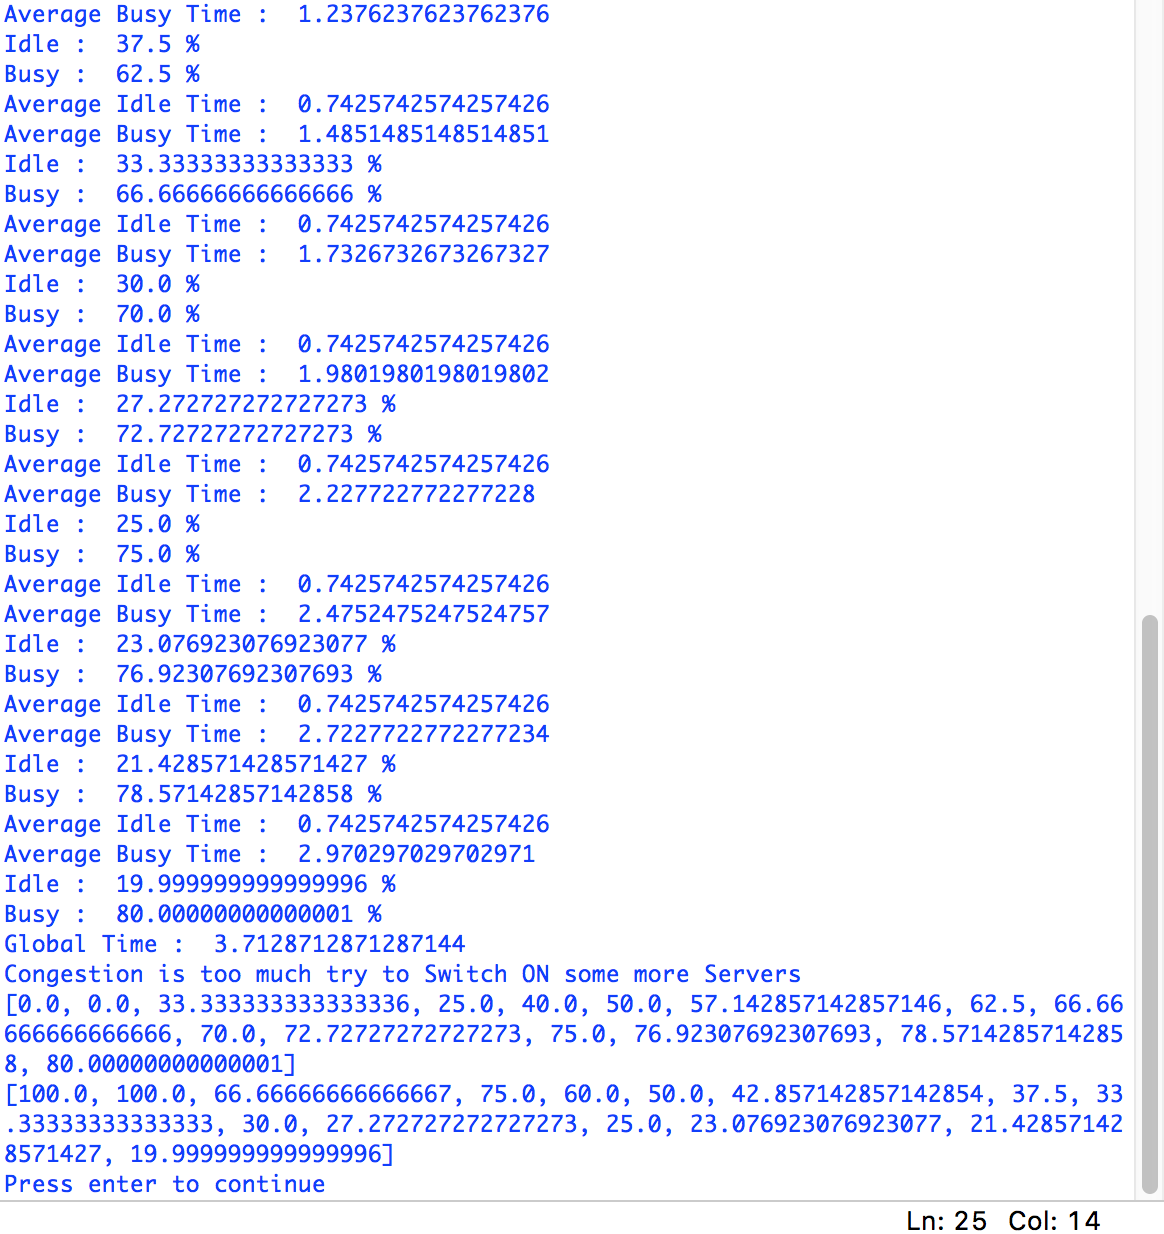 Average Busy Time :  1.2376237623762376
Idle :  37.5 %
Busy :  62.5 %
Average Idle Time :  0.7425742574257426
Average Busy Time :  1.4851485148514851
Idle :  33.33333333333333 %
Busy :  66.66666666666666 %
Average Idle Time :  0.7425742574257426
Average Busy Time :  1.7326732673267327
Idle :  30.0 %
Busy :  70.0 %
Average Idle Time :  0.7425742574257426
Average Busy Time :  1.9801980198019802
Idle :  27.272727272727273 %
Busy :  72.72727272727273 %
Average Idle Time :  0.7425742574257426
Average Busy Time :  2.227722772277228
Idle :  25.0 %
Busy :  75.0 %
Average Idle Time :  0.7425742574257426
Average Busy Time :  2.4752475247524757
Idle :  23.076923076923077 %
Busy :  76.92307692307693 %
Average Idle Time :  0.7425742574257426
Average Busy Time :  2.7227722772277234
Idle :  21.428571428571427 %
Busy :  78.57142857142858 %
Average Idle Time :  0.7425742574257426
Average Busy Time :  2.970297029702971
Idle :  19.999999999999996 %
Busy :  80.00000000000001 %
Global Time :  3.7128712871287144
Congestion is too much try to Switch ON some more Servers
[0.0, 0.0, 33.333333333333336, 25.0, 40.0, 50.0, 57.142857142857146, 62.5, 66.66
666666666666, 70.0, 72.72727272727273, 75.0, 76.92307692307693, 78.5714285714285
8, 80.00000000000001]
[100.0, 100.0, 66.66666666666667, 75.0, 60.0, 50.0, 42.857142857142854, 37.5, 33
.33333333333333, 30.0, 27.272727272727273, 25.0, 23.076923076923077, 21.42857142
8571427, 19.999999999999996]
Press enter to continue
Ln: 25  Col: 14